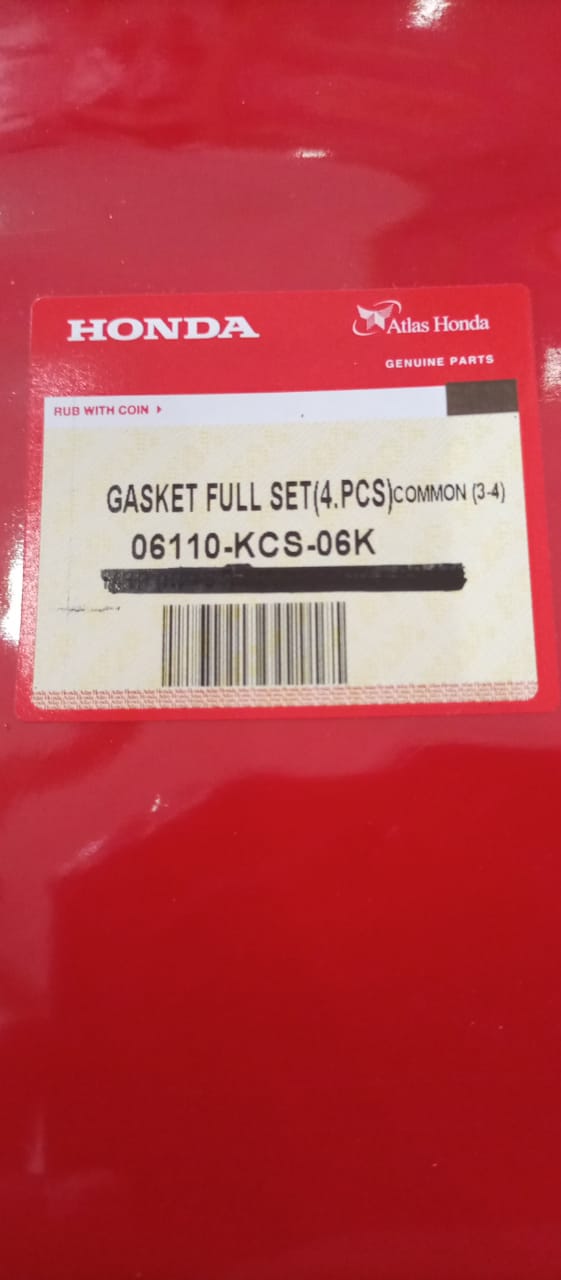 HONDA
Atlas Honda
GENUINE PARTS
RUB WITH COIN
GASKET FULL SET(4.PCS)COMMON (3-4)
06110-KCS-06K